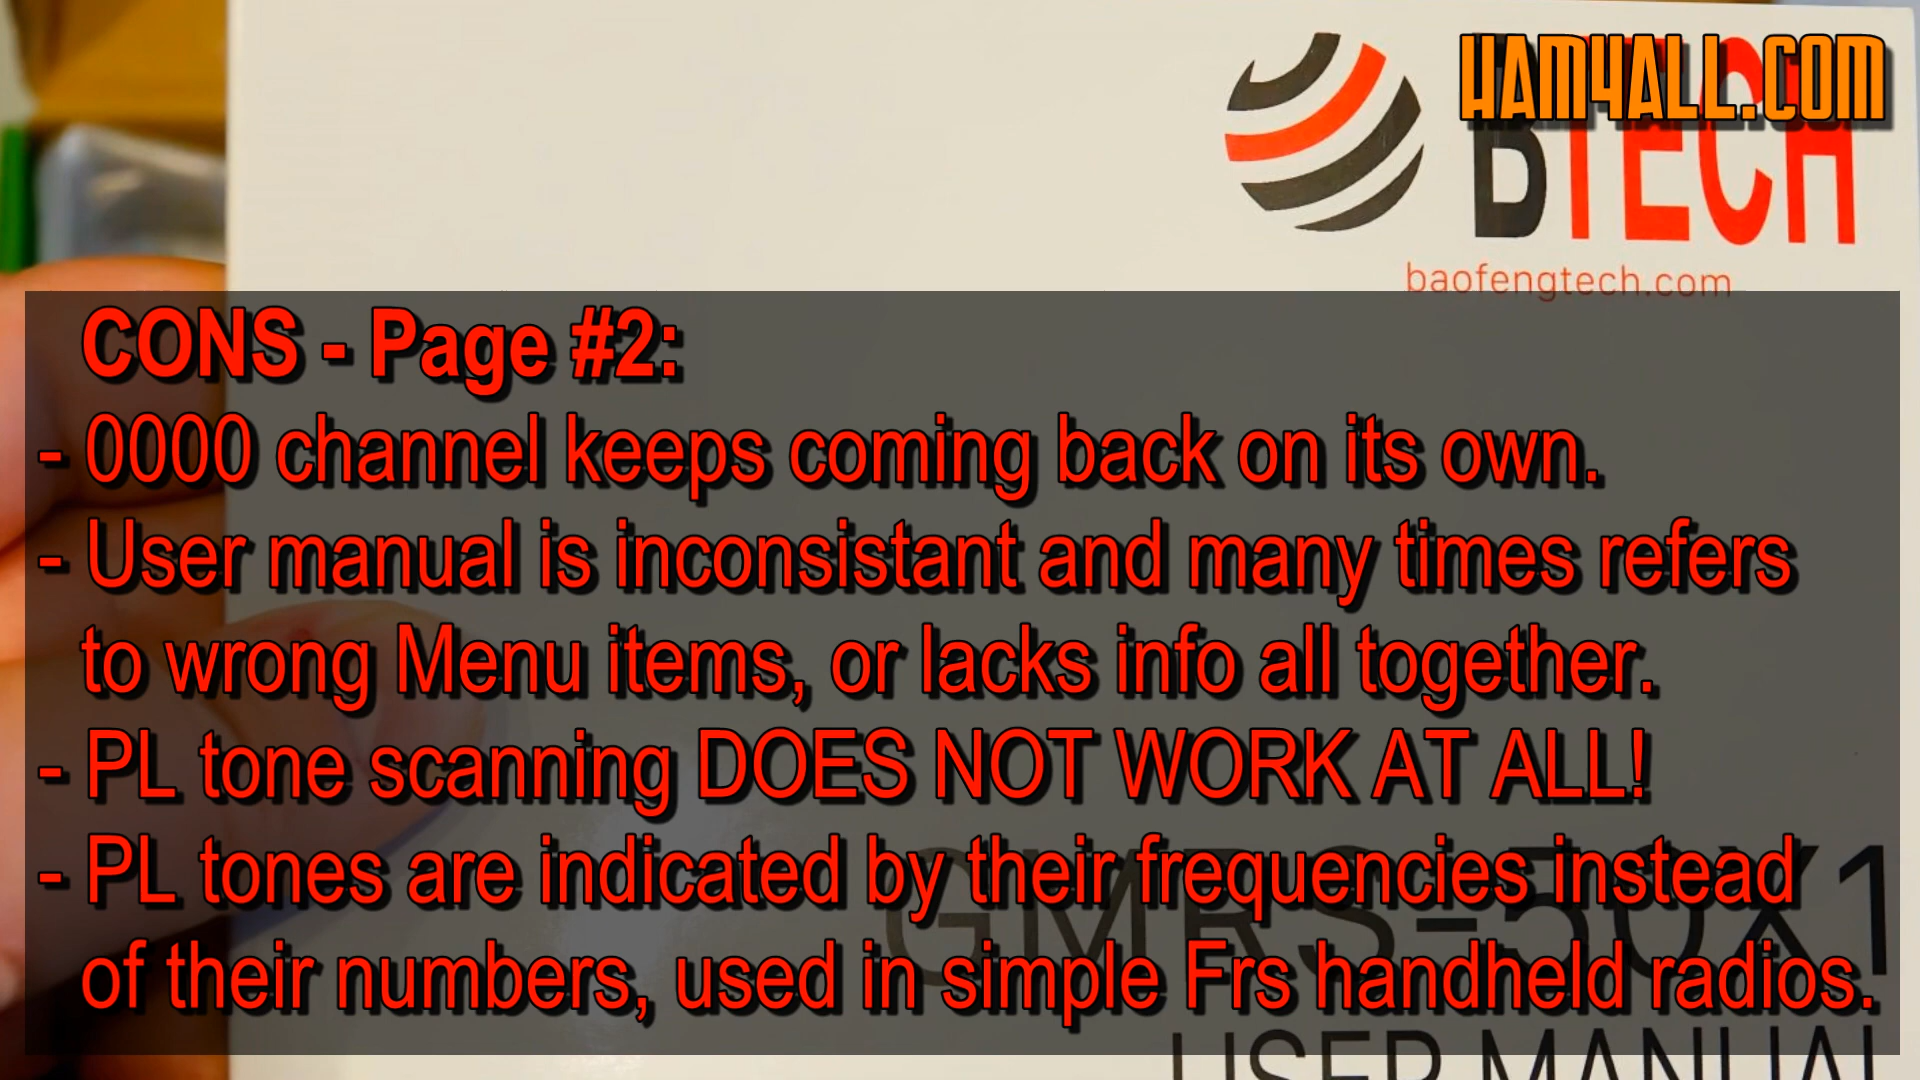 HAM4ALL.COM
BTECH
baofengtech.com
CONS - Page #2:
- 0000 channel keeps coming back on its own.
- User manual is inconsistant and many times refers
to wrong Menu items, or lacks info all together.
- PL tone scanning DOES NOT WORK AT ALL!
- PL tones are indicated by their frequencies instead
of their numbers, used in simple Frs handheld radios.
GMRS-50X1
USER MANUAL